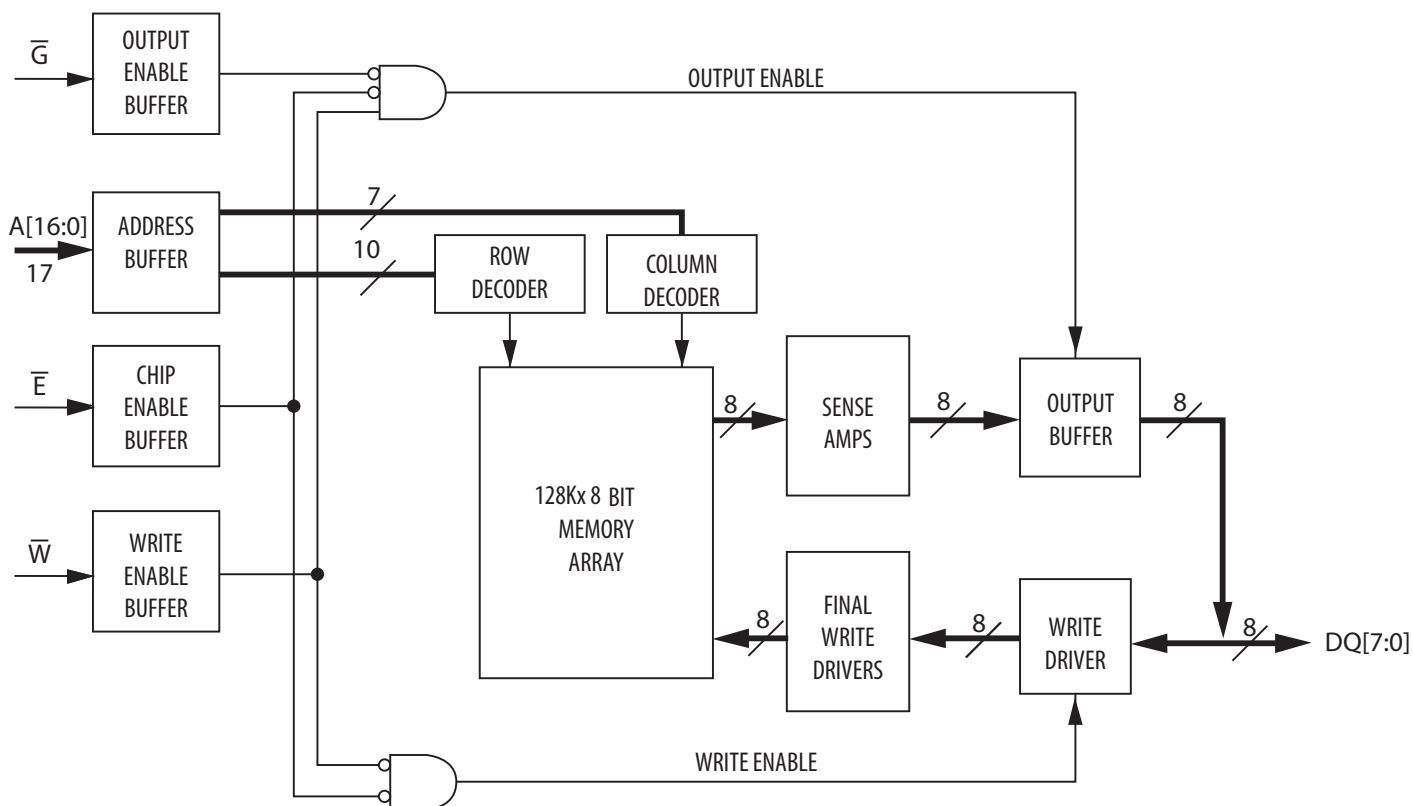 G̅
OUTPUT
ENABLE
BUFFER
OUTPUT ENABLE
A[16:0]
17
ADDRESS
BUFFER
7
10
ROW
DECODER
COLUMN
DECODER
E̅
CHIP
ENABLE
BUFFER
W̅
WRITE
ENABLE
BUFFER
128Kx 8 BIT
MEMORY
ARRAY
8
SENSE
AMPS
8
OUTPUT
BUFFER
8
8
FINAL
WRITE
DRIVERS
8
WRITE
DRIVER
8
DQ[7:0]
WRITE ENABLE